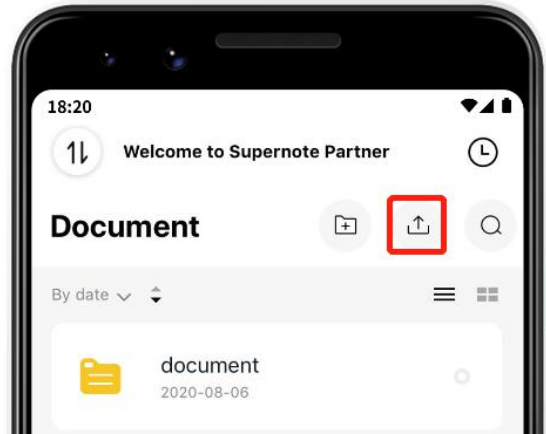 18:20
Welcome to Supernote Partner
Document
By date
document
2020-08-06